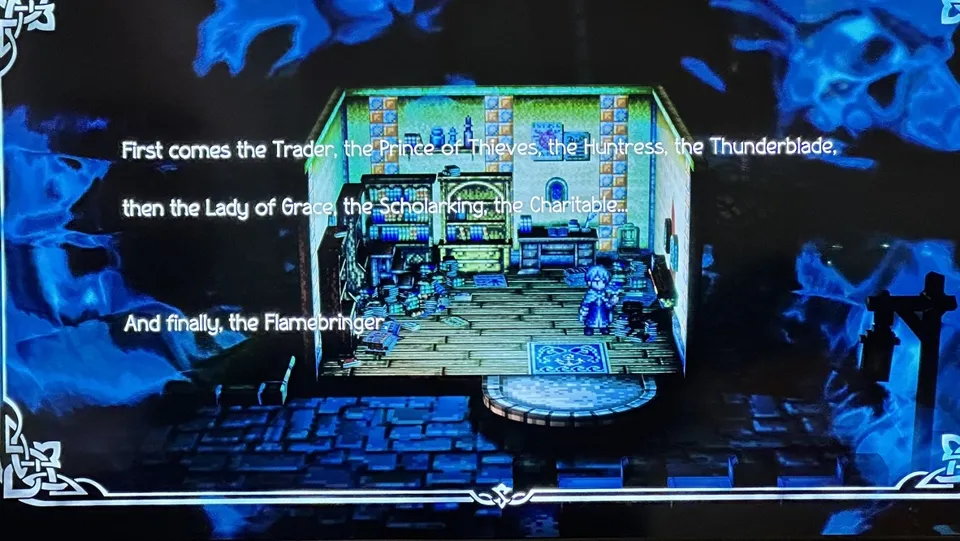 First comes the Trader, the Prince of Thieves, the Huntress, the Thunderblade,
then the Lady of Grace, the Scholarking, the Charitable...
And finally, the Flamebringer.